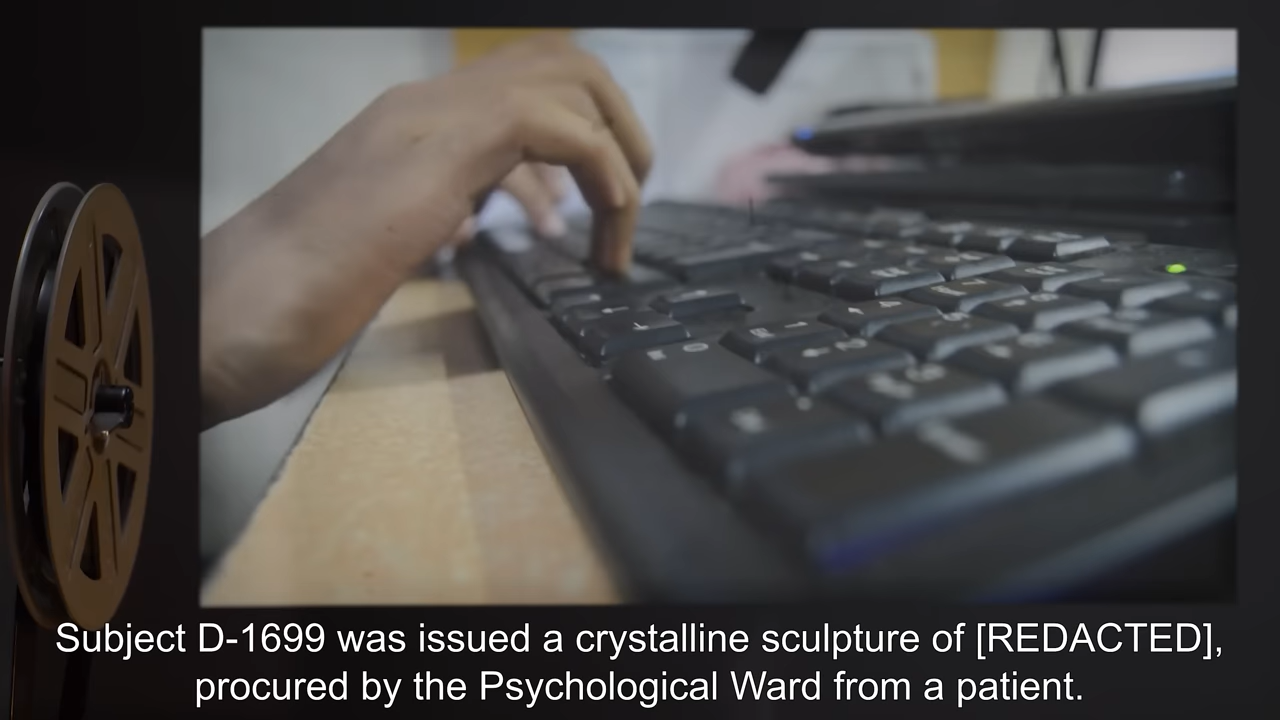 Subject D-1699 was issued a crystalline sculpture of [REDACTED],
procured by the Psychological Ward from a patient.